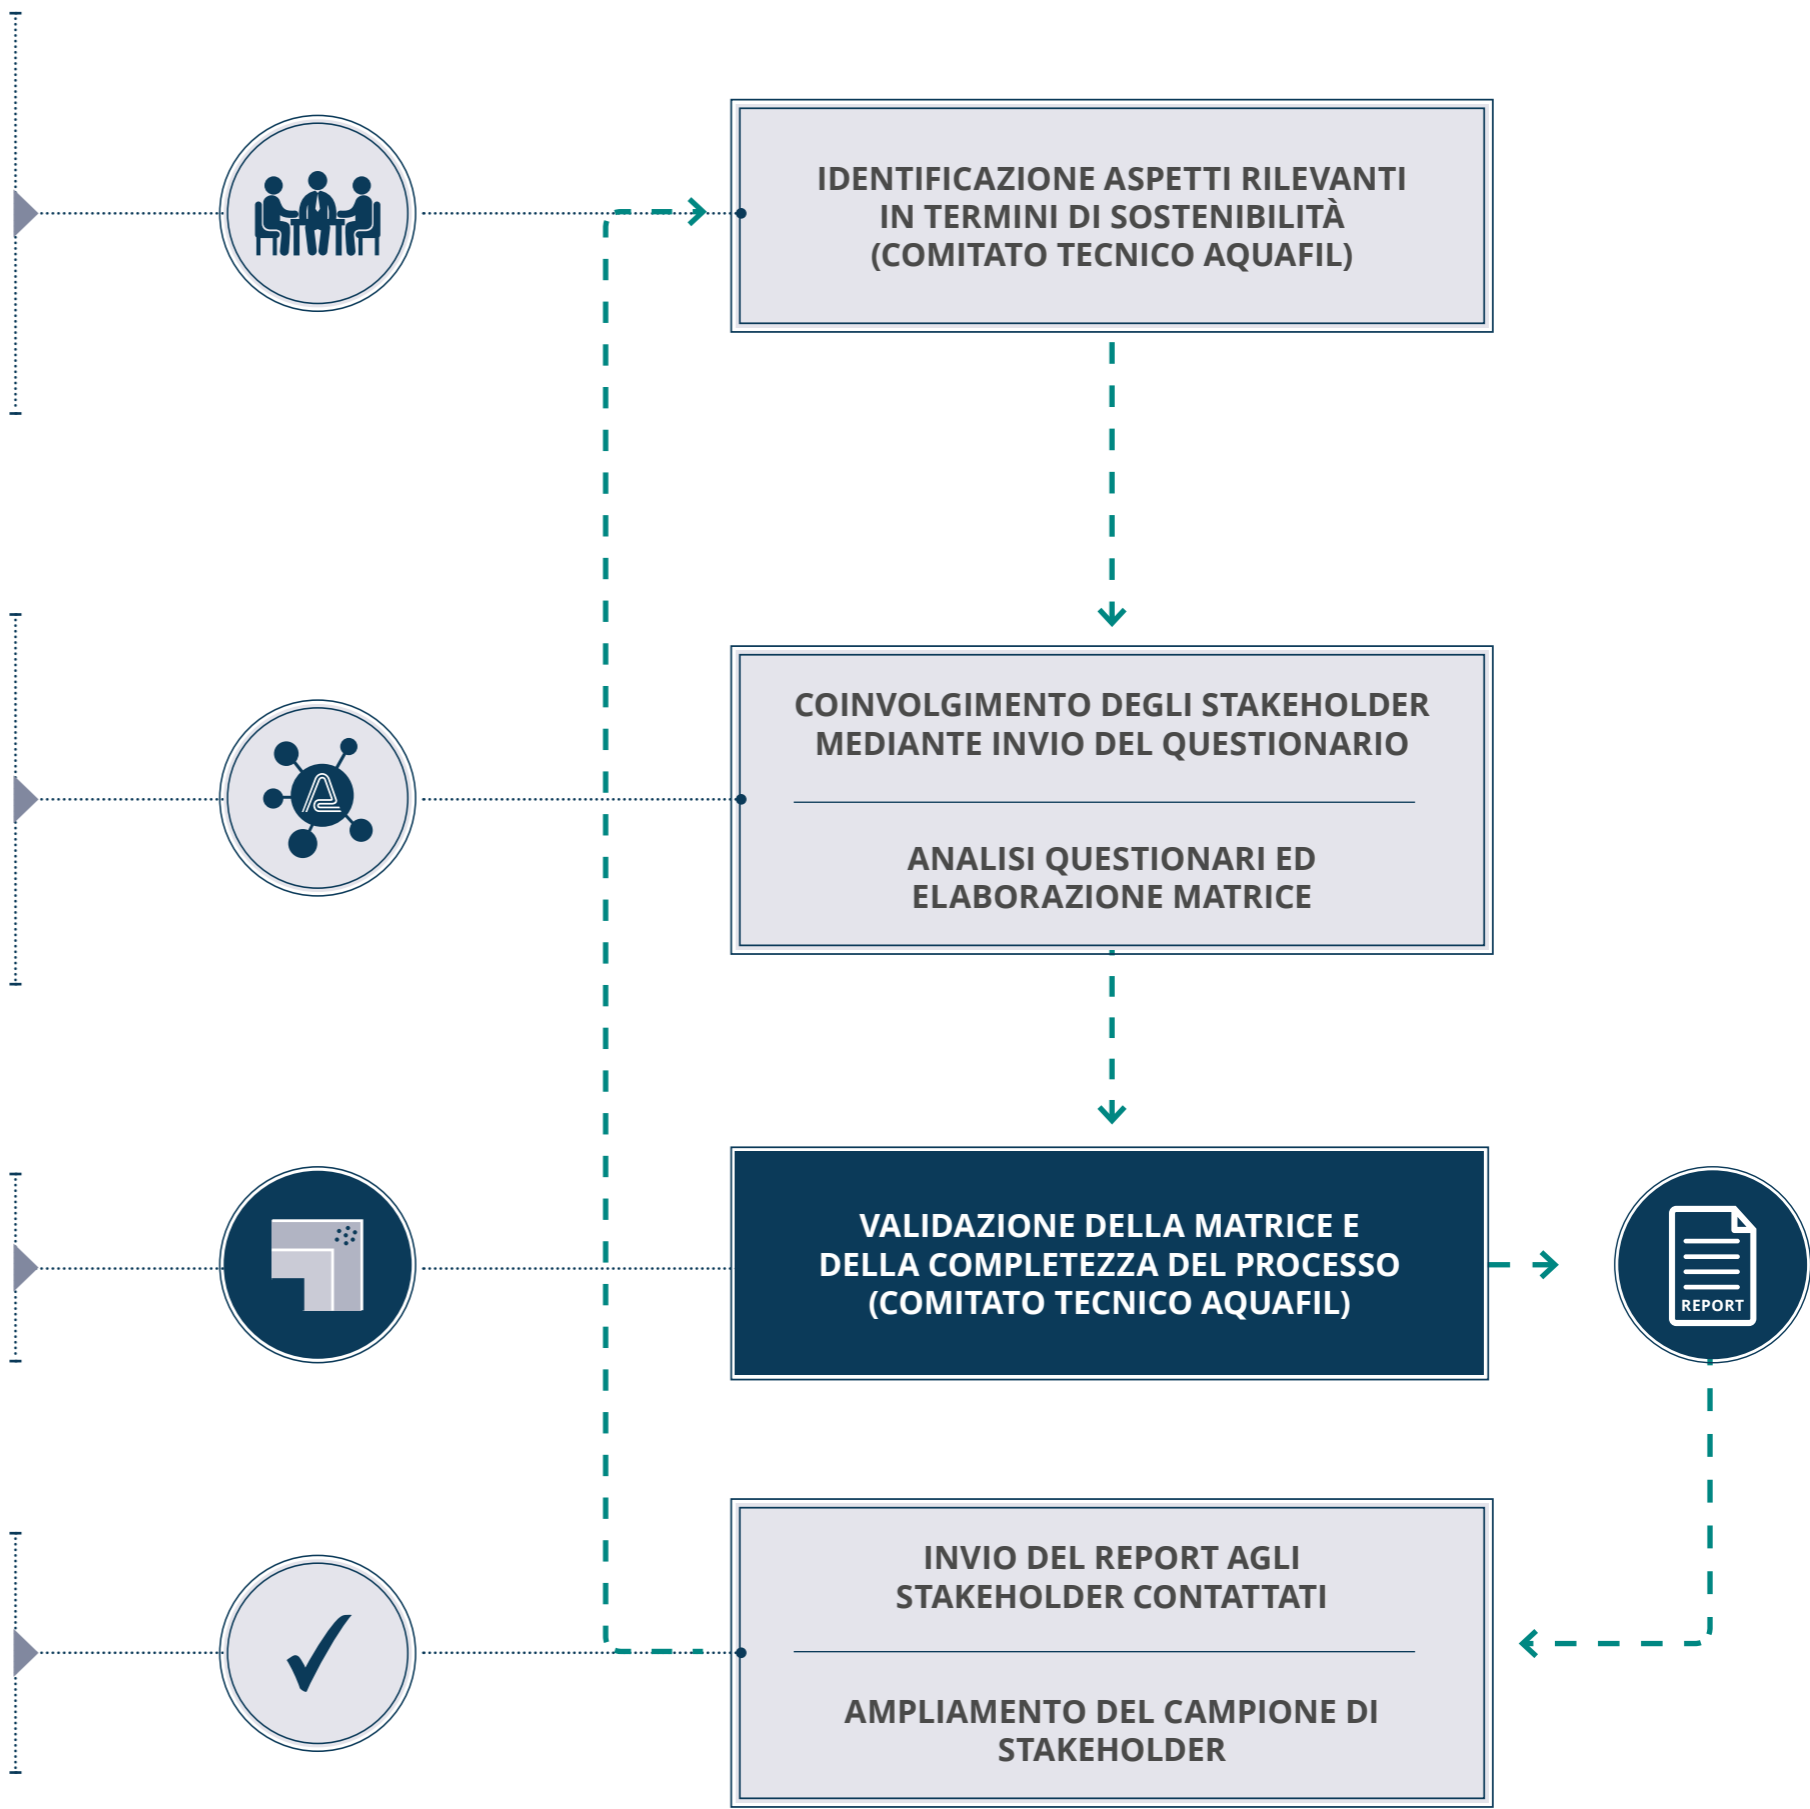 IDENTIFICAZIONE ASPETTI RILEVANTI
IN TERMINI DI SOSTENIBILITÀ
(COMITATO TECNICO AQUAFIL)
COINVOLGIMENTO DEGLI STAKEHOLDER
MEDIANTE INVIO DEL QUESTIONARIO
ANALISI QUESTIONARI ED
ELABORAZIONE MATRICE
VALIDAZIONE DELLA MATRICE E
DELLA COMPLETEZZA DEL PROCESSO
(COMITATO TECNICO AQUAFIL)
REPORT
INVIO DEL REPORT AGLI
STAKEHOLDER CONTATTATI
AMPLIAMENTO DEL CAMPIONE DI
STAKEHOLDER